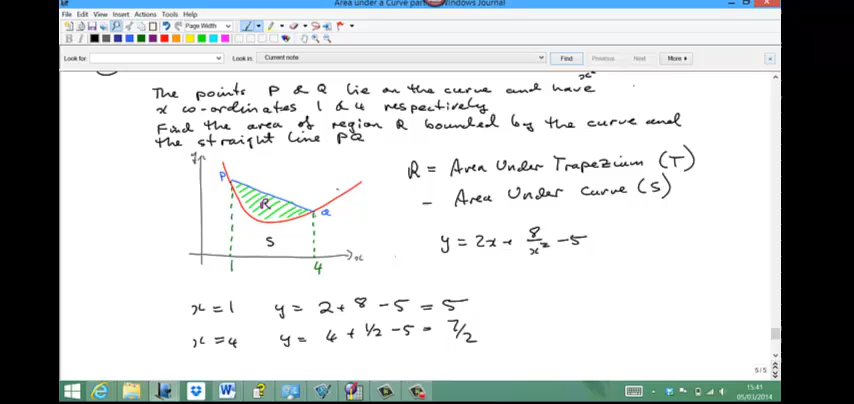 Area under a Curve part - Windows Journal
File Edit View Insert Actions Tools Help
Page Width
B I
Look for: Look in: Current note Find Previous Next More
x²
The points P & Q lie on the curve and have
x co-ordinates 1 & 4 respectively
Find the area of region R bounded by the curve and
the straight line PQ
R = Area Under Trapezium (T)
- Area Under Curve (S)
y
P
R
Q
S
x
1
4
y = 2x + 8/x² - 5
x = 1 y = 2 + 8 - 5 = 5
x = 4 y = 4 + 1/2 - 5 = 7/2
5/5
15:41
05/03/2014